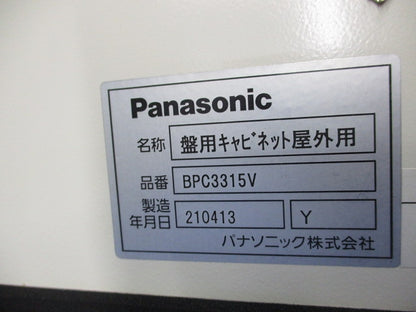 Panasonic
名称 盤用キャビネット屋外用
品番 BPC3315V
製造年月日 210413 Y
パナソニック株式会社